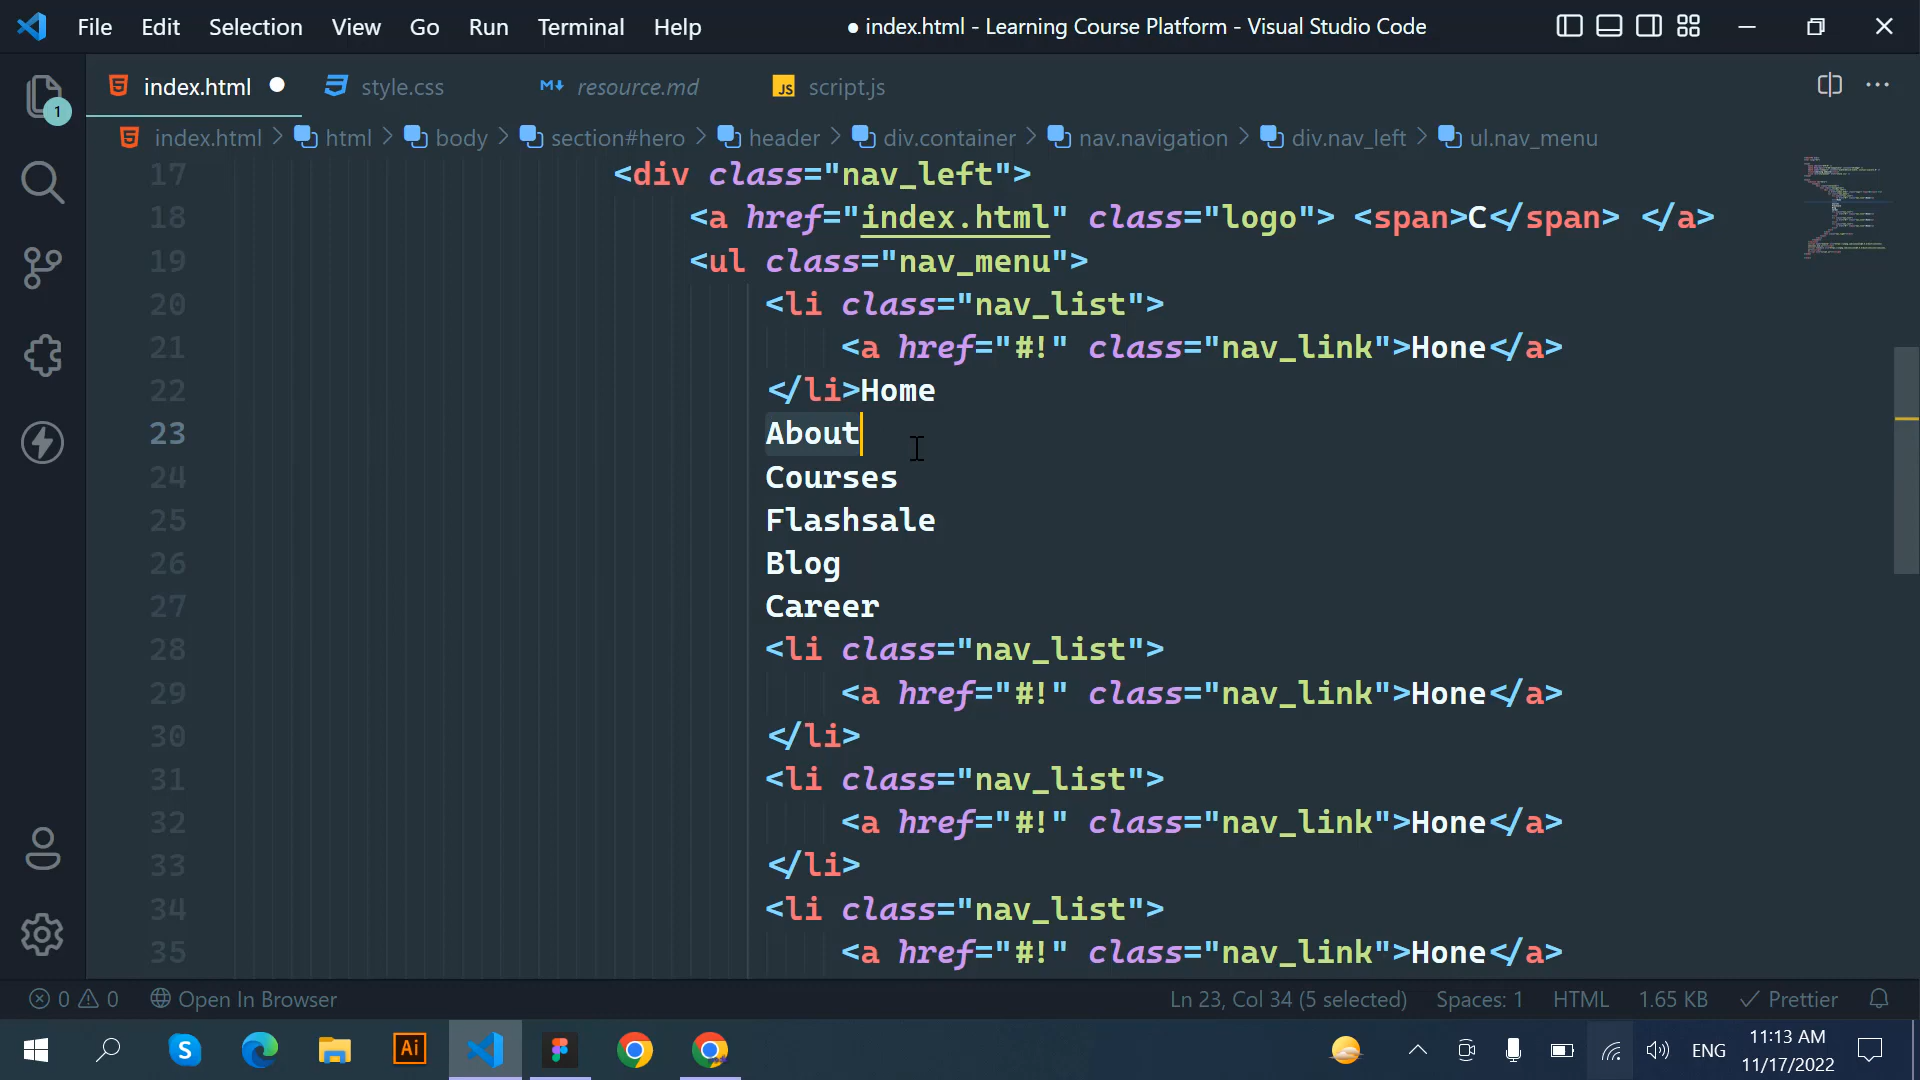 File Edit Selection View Go Run Terminal Help ● index.html - Learning Course Platform - Visual Studio Code
index.html style.css resource.md JS script.js
1
index.html > html > body > section#hero > header > div.container > nav.navigation > div.nav_left > ul.nav_menu
17 <div class="nav_left">
18 <a href="index.html" class="logo"> <span>C</span> </a>
19 <ul class="nav_menu">
20 <li class="nav_list">
21 <a href="#!" class="nav_link">Hone</a>
22 </li>Home
23 About
24 Courses
25 Flashsale
26 Blog
27 Career
28 <li class="nav_list">
29 <a href="#!" class="nav_link">Hone</a>
30 </li>
31 <li class="nav_list">
32 <a href="#!" class="nav_link">Hone</a>
33 </li>
34 <li class="nav_list">
35 <a href="#!" class="nav_link">Hone</a>
0 0 Open In Browser Ln 23, Col 34 (5 selected) Spaces: 1 HTML 1.65 KB Prettier
S Ai ENG 11:13 AM
11/17/2022